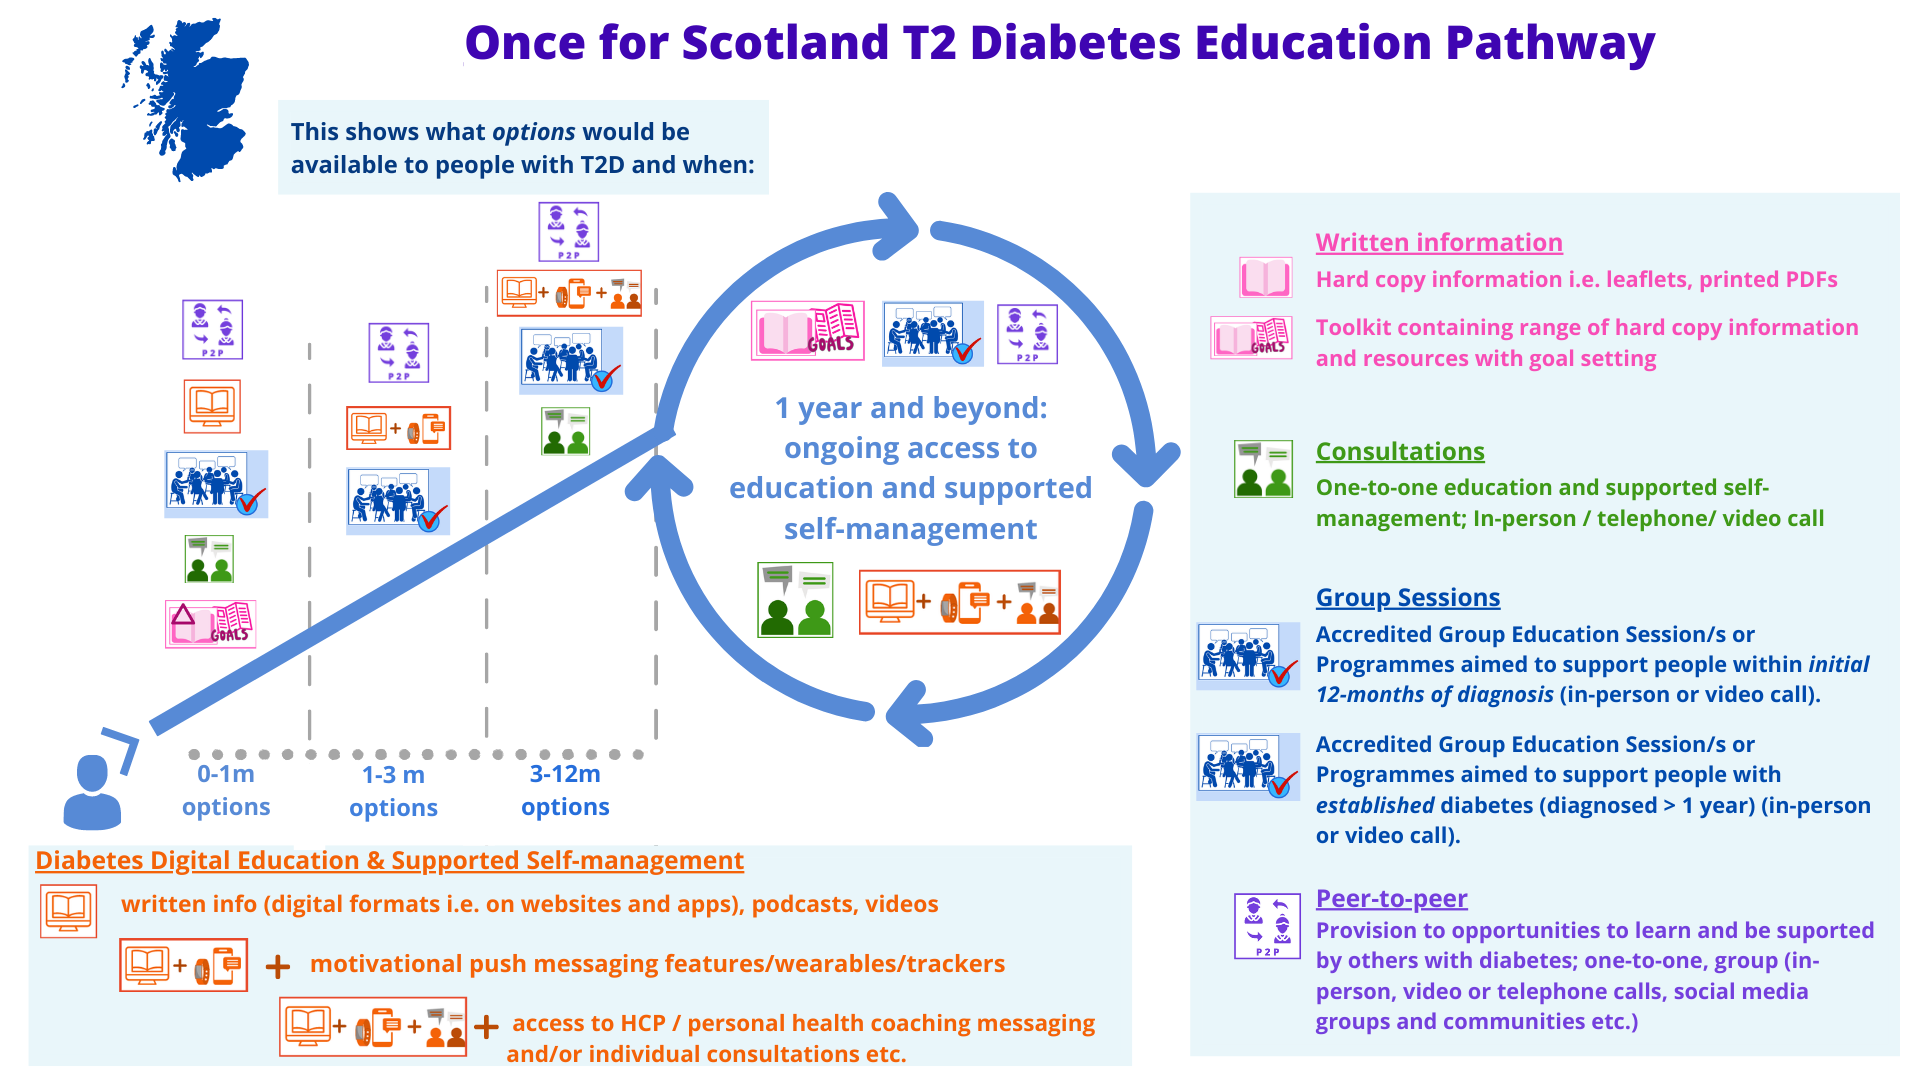 Once for Scotland T2 Diabetes Education Pathway
This shows what options would be
available to people with T2D and when:
P2P
P2P
P2P
GOALS
GOALS
P2P
1 year and beyond:
ongoing access to
education and supported
self-management
0-1m
options
1-3 m
options
3-12m
options
Diabetes Digital Education & Supported Self-management
written info (digital formats i.e. on websites and apps), podcasts, videos
+
+ motivational push messaging features/wearables/trackers
+ +
+ access to HCP / personal health coaching messaging
and/or individual consultations etc.
Written information
Hard copy information i.e. leaflets, printed PDFs
GOALS
Toolkit containing range of hard copy information
and resources with goal setting
Consultations
One-to-one education and supported self-
management; In-person / telephone/ video call
Group Sessions
Accredited Group Education Session/s or
Programmes aimed to support people within initial
12-months of diagnosis (in-person or video call).
Accredited Group Education Session/s or
Programmes aimed to support people with
established diabetes (diagnosed > 1 year) (in-person
or video call).
Peer-to-peer
P2P
Provision to opportunities to learn and be suported
by others with diabetes; one-to-one, group (in-
person, video or telephone calls, social media
groups and communities etc.)